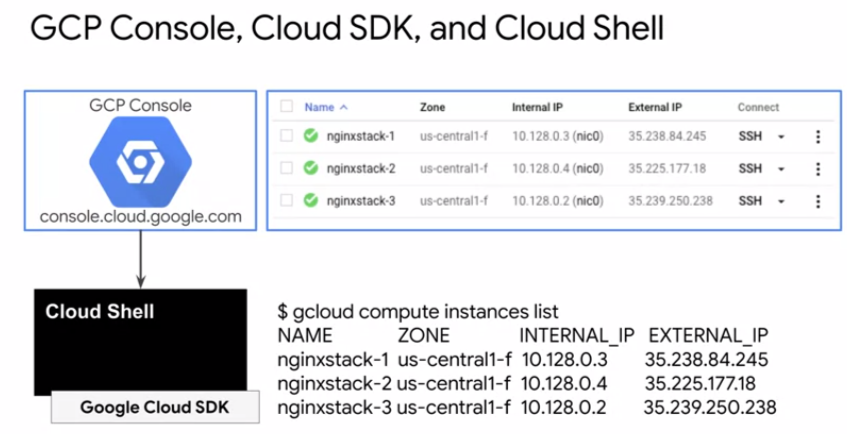 GCP Console, Cloud SDK, and Cloud Shell
GCP Console
console.cloud.google.com
Name Zone Internal IP External IP Connect
nginxstack-1 us-central1-f 10.128.0.3 (nic0) 35.238.84.245 SSH
nginxstack-2 us-central1-f 10.128.0.4 (nic0) 35.225.177.18 SSH
nginxstack-3 us-central1-f 10.128.0.2 (nic0) 35.239.250.238 SSH
Cloud Shell
Google Cloud SDK
$ gcloud compute instances list
NAME ZONE INTERNAL_IP EXTERNAL_IP
nginxstack-1 us-central1-f 10.128.0.3 35.238.84.245
nginxstack-2 us-central1-f 10.128.0.4 35.225.177.18
nginxstack-3 us-central1-f 10.128.0.2 35.239.250.238